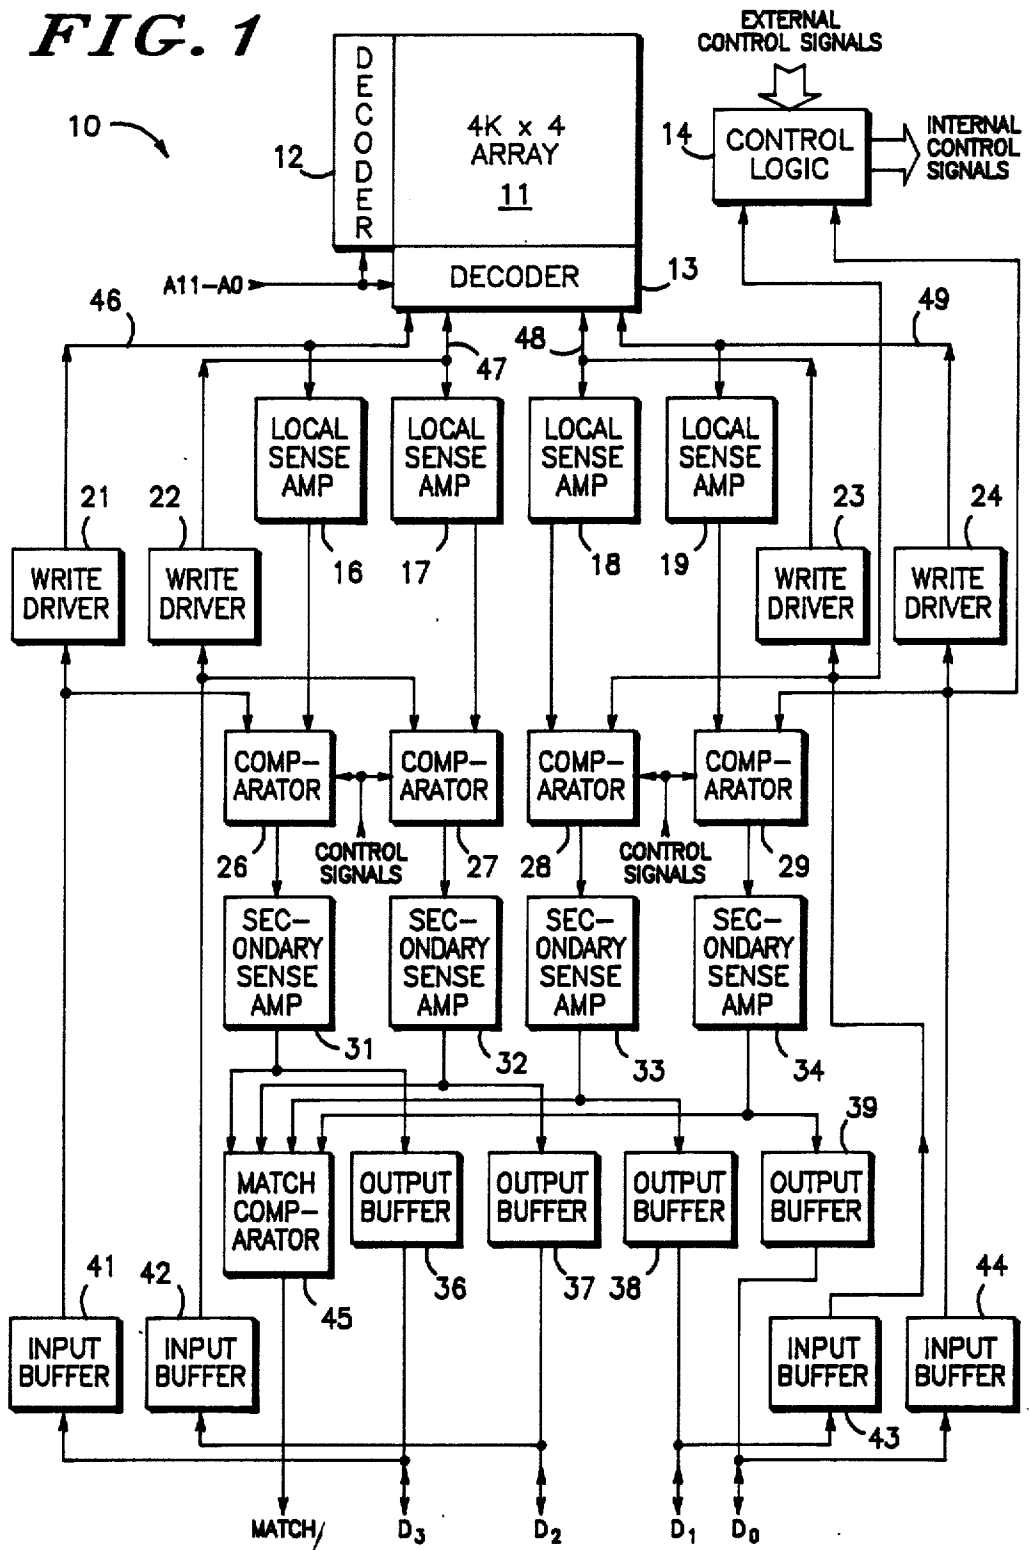 FIG. 1
10
DECODER
12
4K x 4
ARRAY
11
DECODER
13
A11-A0
EXTERNAL
CONTROL SIGNALS
14
CONTROL
LOGIC
INTERNAL
CONTROL
SIGNALS
46
47
48
49
LOCAL
SENSE
AMP
16
LOCAL
SENSE
AMP
17
LOCAL
SENSE
AMP
18
LOCAL
SENSE
AMP
19
21
WRITE
DRIVER
22
WRITE
DRIVER
23
WRITE
DRIVER
24
WRITE
DRIVER
COMP-
ARATOR
26
COMP-
ARATOR
27
COMP-
ARATOR
28
COMP-
ARATOR
29
CONTROL
SIGNALS
CONTROL
SIGNALS
SEC-
ONDARY
SENSE
AMP
31
SEC-
ONDARY
SENSE
AMP
32
SEC-
ONDARY
SENSE
AMP
33
SEC-
ONDARY
SENSE
AMP
34
MATCH
COMP-
ARATOR
45
OUTPUT
BUFFER
36
OUTPUT
BUFFER
37
OUTPUT
BUFFER
38
39
OUTPUT
BUFFER
41
INPUT
BUFFER
42
INPUT
BUFFER
INPUT
BUFFER
43
44
INPUT
BUFFER
MATCH
D3
D2
D1
D0